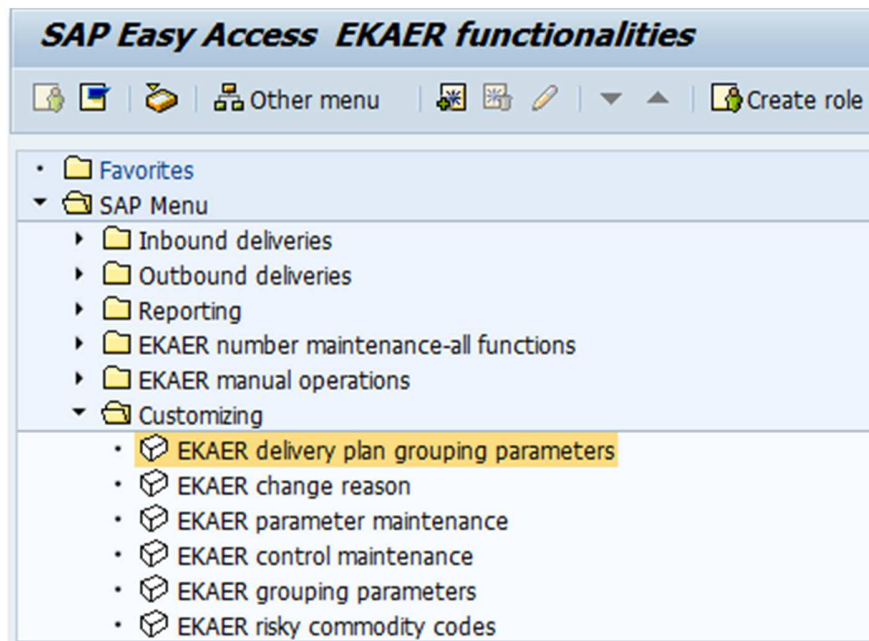 SAP Easy Access EKAER functionalities
Other menu Create role
Favorites
SAP Menu
Inbound deliveries
Outbound deliveries
Reporting
EKAER number maintenance-all functions
EKAER manual operations
Customizing
EKAER delivery plan grouping parameters
EKAER change reason
EKAER parameter maintenance
EKAER control maintenance
EKAER grouping parameters
EKAER risky commodity codes